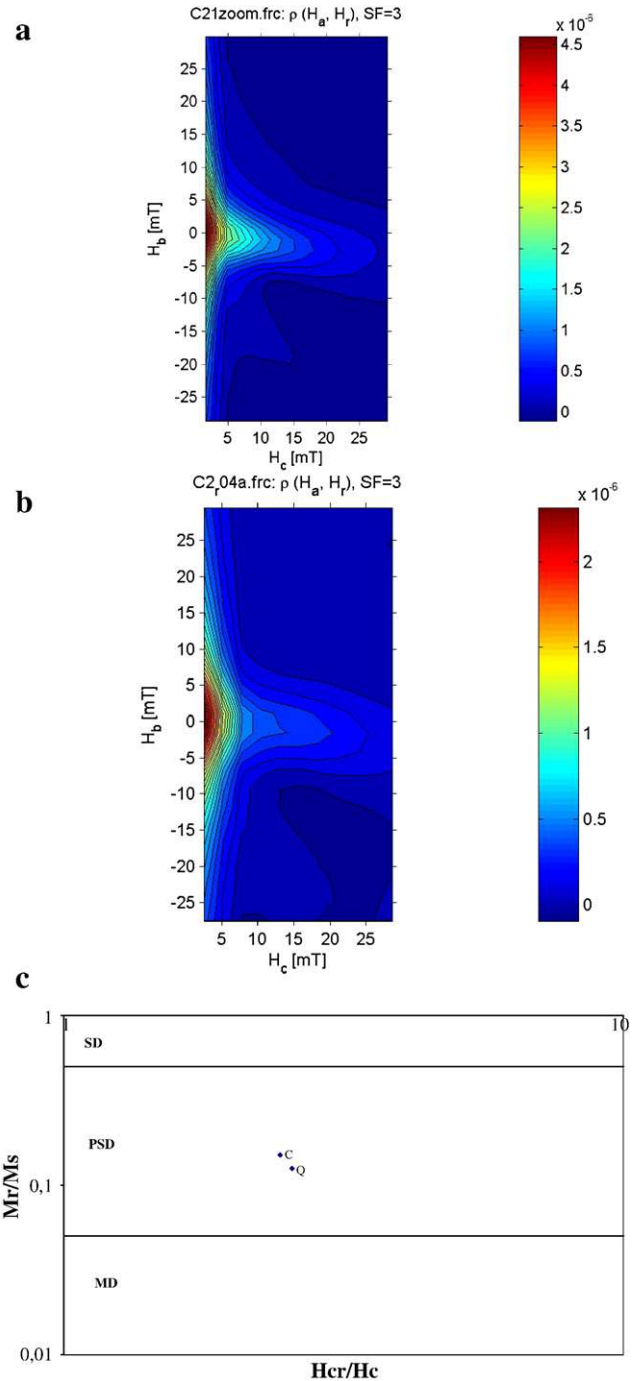 a
C21zoom.frc: ρ (Ha, Hr), SF=3
x 10-5
25
20
15
10
5
0
-5
-10
-15
-20
-25
Hb [mT]
5 10 15 20 25
Hc [mT]
4.5
4
3.5
3
2.5
2
1.5
1
0.5
0
b
C2r04a.frc: ρ (Ha, Hr), SF=3
x 10-6
25
20
15
10
5
0
-5
-10
-15
-20
-25
Hb [mT]
5 10 15 20 25
Hc [mT]
2
1.5
1
0.5
0
c
1
1 10
SD
PSD
C
Q
0,1
Mr/Ms
MD
0,01
Hcr/Hc